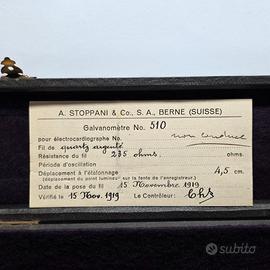 A. STOPPANI & Co., S. A., BERNE (SUISSE)
Galvanomètre No. 510
pour électrocardiographe No. non conduce
Fil de quartz argenté
Résistance du fil 235 ohms. ohms.
Période d'oscillation
Déplacement à l'étalonnage 4,5 cm.
(déplacement du point lumineux sur la fente de l'enregistreur.)
Date de la pose du fil 15 Novembre 1919
Vérifié le 15 Nov. 1919 Le Contrôleur:
subito